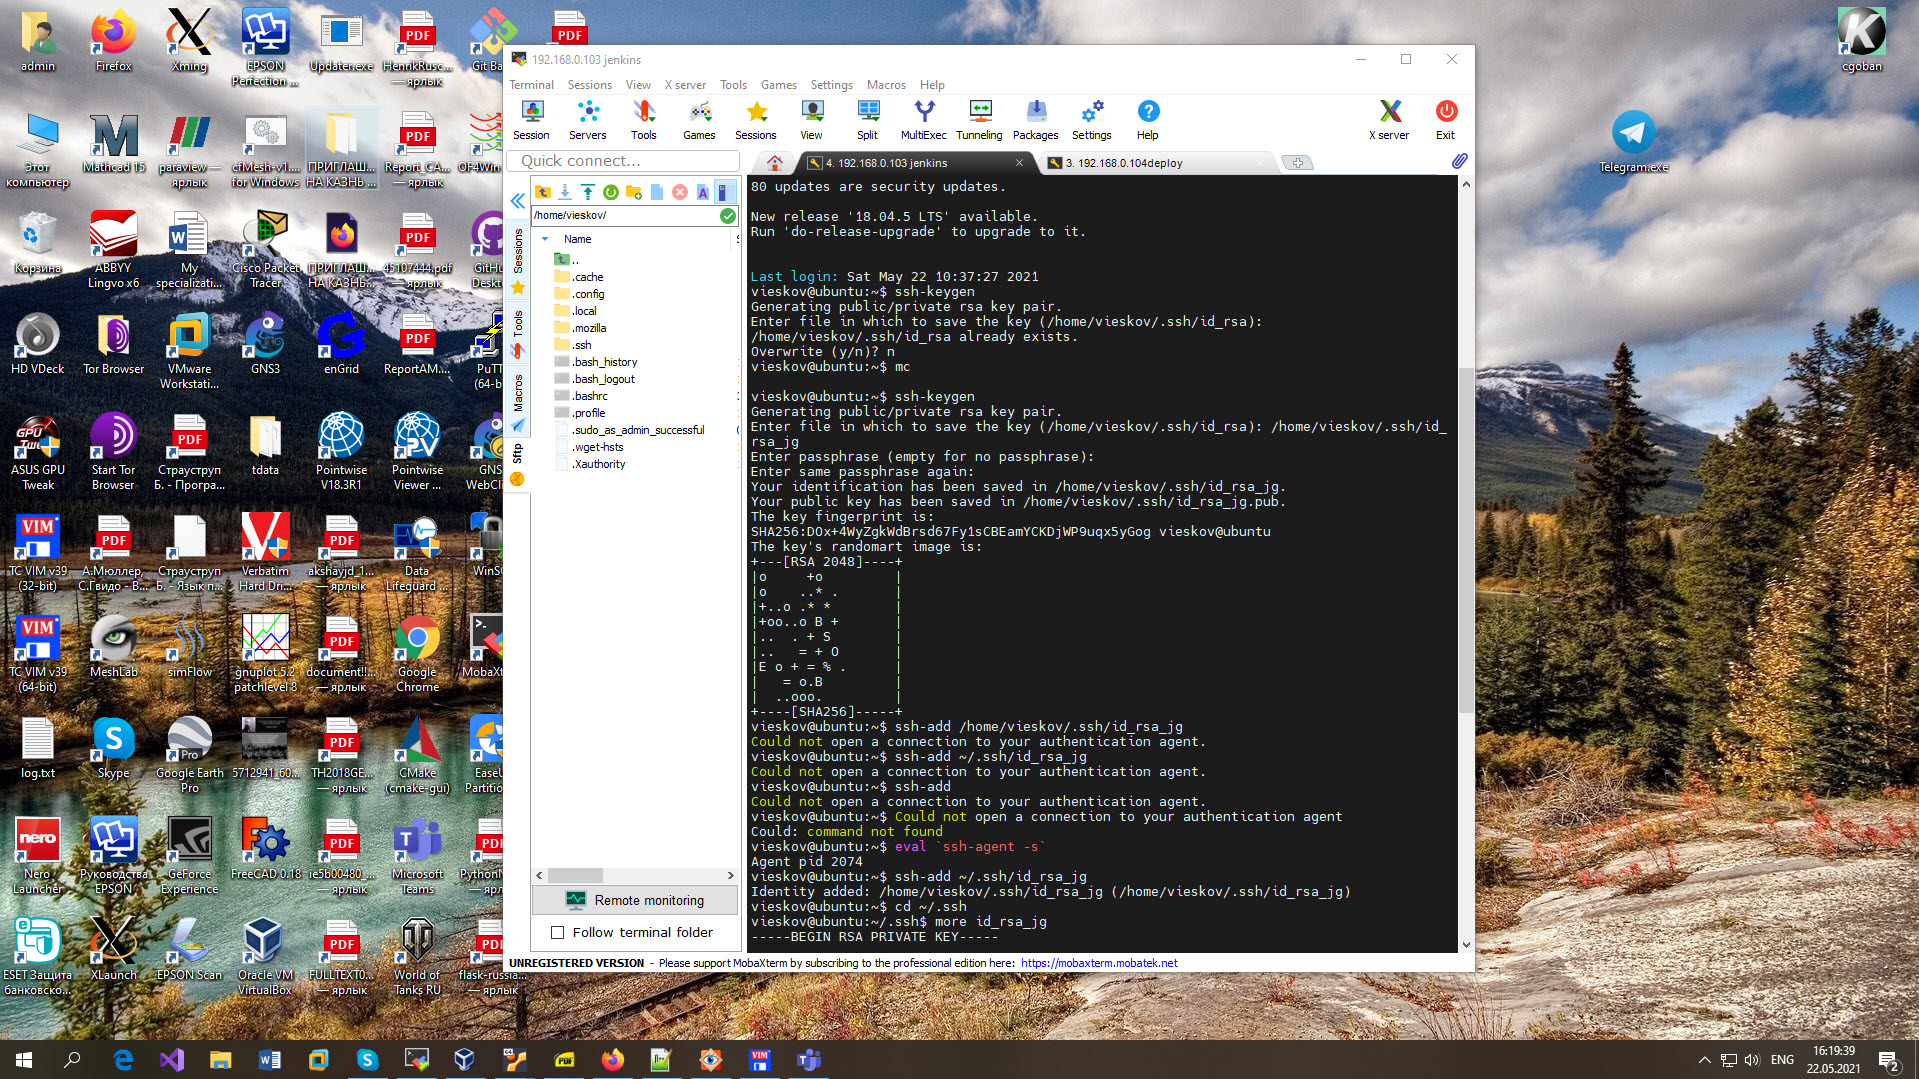 admin
Firefox
Xming
EPSON Perfection ...
Updater.exe
HenrikRusc... — ярлык
Git Ba
cgoban
Этот компьютер
Mathcad 15
paraview — ярлык
cfMesh-v1... for Windows
ПРИГЛАШ... НА КАЗНЬ ...
Report_CA... — ярлык
OF4Win
Telegram.exe
Корзина
ABBYY Lingvo x6
My specializati...
Cisco Packet Tracer
ПРИГЛАШ... НА КАЗНЬ...
45107444.pdf — ярлык
GitHu Deskt
HD VDeck
Tor Browser
VMware Workstati...
GNS3
enGrid
ReportAM....
PuTT (64-b
ASUS GPU Tweak
Start Tor Browser
Страуструп Б. - Програ...
tdata
Pointwise V18.3R1
Pointwise Viewer ...
GNS WebCli
TC VIM v39 (32-bit)
А.Мюллер, С.Гвидо - В...
Страуструп Б. - Язык п...
Verbatim Hard Dri...
akshayjd_1... — ярлык
Data Lifeguard ...
WinS
TC VIM v39 (64-bit)
MeshLab
simFlow
gnuplot 5.2 patchlevel 8
document!!... — ярлык
Google Chrome
MobaX
log.txt
Skype
Google Earth Pro
5712941_60...
TH2018GE... — ярлык
CMake (cmake-gui)
EaseU Partitio
Nero Launcher
Руководства EPSON
GeForce Experience
FreeCAD 0.18
ie5b00480_... — ярлык
Microsoft Teams
PythonN — ярл
ESET Защита банковско...
XLaunch
EPSON Scan
Oracle VM VirtualBox
FULLTEXT0... — ярлык
World of Tanks RU
flask-russia... — ярлык
192.168.0.103 jenkins
Terminal Sessions View X server Tools Games Settings Macros Help
Session Servers Tools Games Sessions View Split MultiExec Tunneling Packages Settings Help X server Exit
Quick connect...
4. 192.168.0.103 jenkins
3. 192.168.0.104deploy
Sessions
Tools
Macros
Sftp
/home/vieskov/
Name
..
.cache
.config
.local
.mozilla
.ssh
.bash_history
.bash_logout
.bashrc
.profile
.sudo_as_admin_successful
.wget-hsts
.Xauthority
Remote monitoring
Follow terminal folder
80 updates are security updates.
New release '18.04.5 LTS' available.
Run 'do-release-upgrade' to upgrade to it.
Last login: Sat May 22 10:37:27 2021
vieskov@ubuntu:~$ ssh-keygen
Generating public/private rsa key pair.
Enter file in which to save the key (/home/vieskov/.ssh/id_rsa):
/home/vieskov/.ssh/id_rsa already exists.
Overwrite (y/n)? n
vieskov@ubuntu:~$ mc
vieskov@ubuntu:~$ ssh-keygen
Generating public/private rsa key pair.
Enter file in which to save the key (/home/vieskov/.ssh/id_rsa): /home/vieskov/.ssh/id_
rsa_jg
Enter passphrase (empty for no passphrase):
Enter same passphrase again:
Your identification has been saved in /home/vieskov/.ssh/id_rsa_jg.
Your public key has been saved in /home/vieskov/.ssh/id_rsa_jg.pub.
The key fingerprint is:
SHA256:DOx+4WyZgkWdBrsd67Fy1sCBEamYCKDjWP9uqx5yGog vieskov@ubuntu
The key's randomart image is:
+---[RSA 2048]----+
|o     +o         |
|o    ..* .       |
|+..o .* *        |
|+oo..o B +       |
|..  . + S        |
|..   = + O       |
|E o + = % .      |
|   = o.B         |
|  ..ooo.         |
+----[SHA256]-----+
vieskov@ubuntu:~$ ssh-add /home/vieskov/.ssh/id_rsa_jg
Could not open a connection to your authentication agent.
vieskov@ubuntu:~$ ssh-add ~/.ssh/id_rsa_jg
Could not open a connection to your authentication agent.
vieskov@ubuntu:~$ ssh-add
Could not open a connection to your authentication agent.
vieskov@ubuntu:~$ Could not open a connection to your authentication agent
Could: command not found
vieskov@ubuntu:~$ eval `ssh-agent -s`
Agent pid 2074
vieskov@ubuntu:~$ ssh-add ~/.ssh/id_rsa_jg
Identity added: /home/vieskov/.ssh/id_rsa_jg (/home/vieskov/.ssh/id_rsa_jg)
vieskov@ubuntu:~$ cd ~/.ssh
vieskov@ubuntu:~/.ssh$ more id_rsa_jg
-----BEGIN RSA PRIVATE KEY-----
UNREGISTERED VERSION - Please support MobaXterm by subscribing to the professional edition here: https://mobaxterm.mobatek.net
ENG
16:19:39
22.05.2021
2